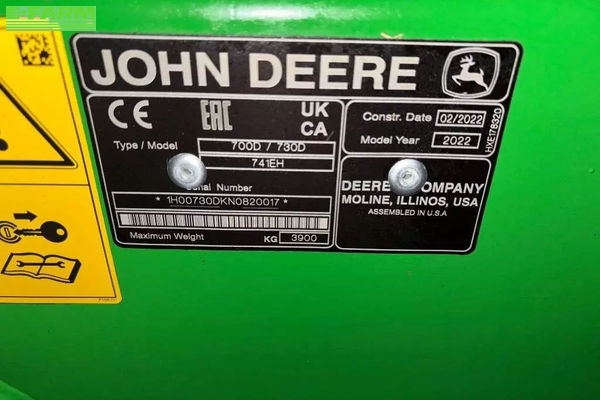 JOHN DEERE
CE EAC UK
CA
Type / Model 700D / 730D
741EH
Serial Number
* 1H00730DKN0820017 *
Maximum Weight KG 3900
Constr. Date 02/2022
Model Year 2022
DEERE COMPANY
MOLINE, ILLINOS, USA
ASSEMBLED IN U.S.A
HXE178320